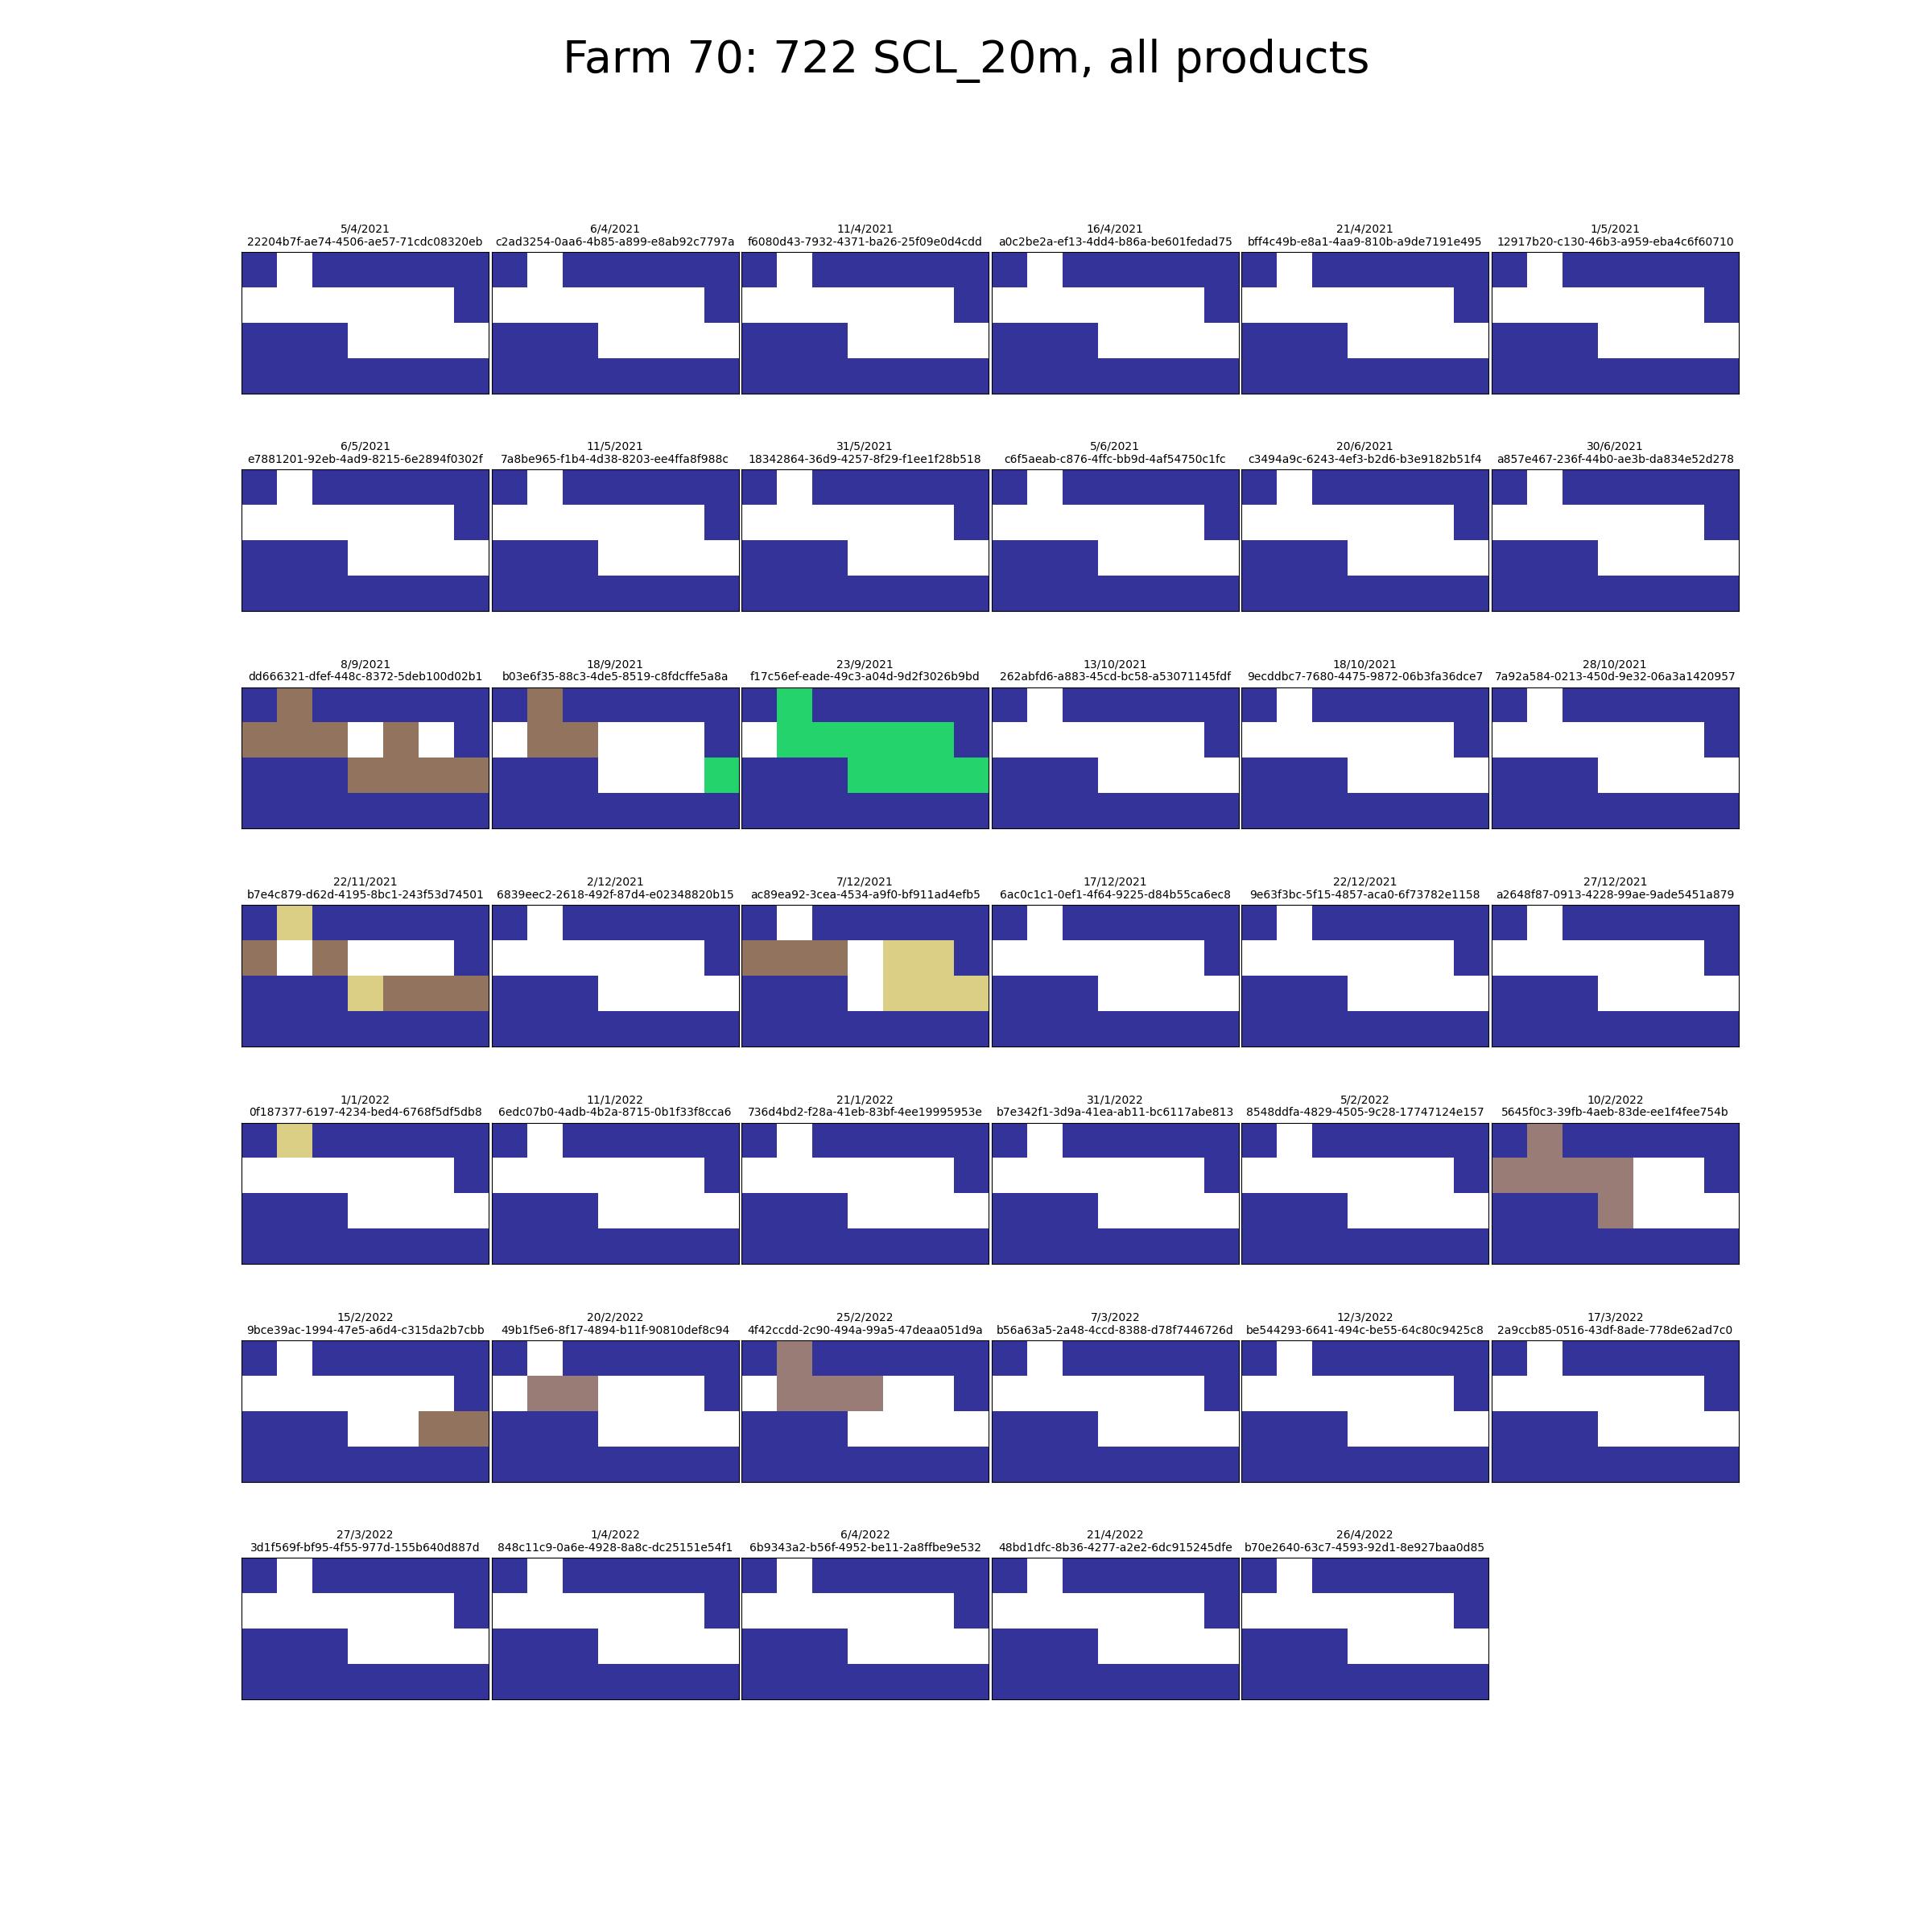 Farm 70: 722 SCL_20m, all products
5/4/2021
22204b7f-ae74-4506-ae57-71cdc08320eb
6/4/2021
c2ad3254-0aa6-4b85-a899-e8ab92c7797a
11/4/2021
f6080d43-7932-4371-ba26-25f09e0d4cdd
16/4/2021
a0c2be2a-ef13-4dd4-b86a-be601fedad75
21/4/2021
bff4c49b-e8a1-4aa9-810b-a9de7191e495
1/5/2021
12917b20-c130-46b3-a959-eba4c6f60710
6/5/2021
e7881201-92eb-4ad9-8215-6e2894f0302f
11/5/2021
7a8be965-f1b4-4d38-8203-ee4ffa8f988c
31/5/2021
18342864-36d9-4257-8f29-f1ee1f28b518
5/6/2021
c6f5aeab-c876-4ffc-bb9d-4af54750c1fc
20/6/2021
c3494a9c-6243-4ef3-b2d6-b3e9182b51f4
30/6/2021
a857e467-236f-44b0-ae3b-da834e52d278
8/9/2021
dd666321-dfef-448c-8372-5deb100d02b1
18/9/2021
b03e6f35-88c3-4de5-8519-c8fdcffe5a8a
23/9/2021
f17c56ef-eade-49c3-a04d-9d2f3026b9bd
13/10/2021
262abfd6-a883-45cd-bc58-a53071145fdf
18/10/2021
9ecddbc7-7680-4475-9872-06b3fa36dce7
28/10/2021
7a92a584-0213-450d-9e32-06a3a1420957
22/11/2021
b7e4c879-d62d-4195-8bc1-243f53d74501
2/12/2021
6839eec2-2618-492f-87d4-e02348820b15
7/12/2021
ac89ea92-3cea-4534-a9f0-bf911ad4efb5
17/12/2021
6ac0c1c1-0ef1-4f64-9225-d84b55ca6ec8
22/12/2021
9e63f3bc-5f15-4857-aca0-6f73782e1158
27/12/2021
a2648f87-0913-4228-99ae-9ade5451a879
1/1/2022
0f187377-6197-4234-bed4-6768f5df5db8
11/1/2022
6edc07b0-4adb-4b2a-8715-0b1f33f8cca6
21/1/2022
736d4bd2-f28a-41eb-83bf-4ee19995953e
31/1/2022
b7e342f1-3d9a-41ea-ab11-bc6117abe813
5/2/2022
8548ddfa-4829-4505-9c28-17747124e157
10/2/2022
5645f0c3-39fb-4aeb-83de-ee1f4fee754b
15/2/2022
9bce39ac-1994-47e5-a6d4-c315da2b7cbb
20/2/2022
49b1f5e6-8f17-4894-b11f-90810def8c94
25/2/2022
4f42ccdd-2c90-494a-99a5-47deaa051d9a
7/3/2022
b56a63a5-2a48-4ccd-8388-d78f7446726d
12/3/2022
be544293-6641-494c-be55-64c80c9425c8
17/3/2022
2a9ccb85-0516-43df-8ade-778de62ad7c0
27/3/2022
3d1f569f-bf95-4f55-977d-155b640d887d
1/4/2022
848c11c9-0a6e-4928-8a8c-dc25151e54f1
6/4/2022
6b9343a2-b56f-4952-be11-2a8ffbe9e532
21/4/2022
48bd1dfc-8b36-4277-a2e2-6dc915245dfe
26/4/2022
b70e2640-63c7-4593-92d1-8e927baa0d85